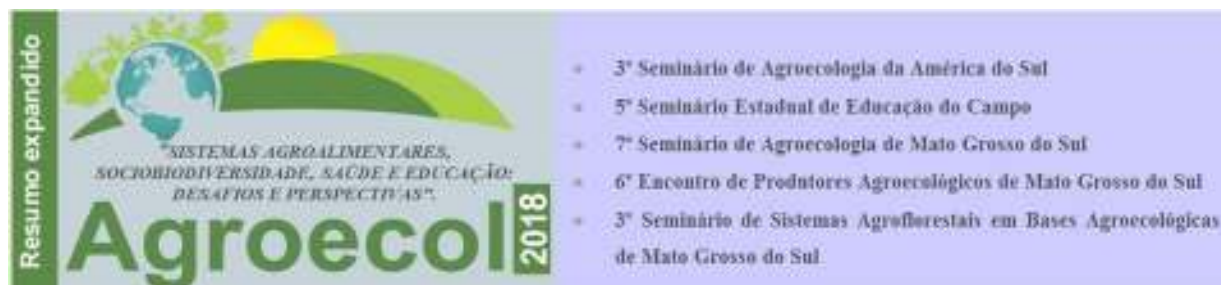 Resumo expandido
"SISTEMAS AGROALIMENTARES,
SOCIOBIODIVERSIDADE, SAÚDE E EDUCAÇÃO:
DESAFIOS E PERSPECTIVAS".
Agroecol 2018
3º Seminário de Agroecologia da América do Sul
5º Seminário Estadual de Educação do Campo
7º Seminário de Agroecologia de Mato Grosso do Sul
6º Encontro de Produtores Agroecológicos de Mato Grosso do Sul
3º Seminário de Sistemas Agroflorestais em Bases Agroecológicas
de Mato Grosso do Sul